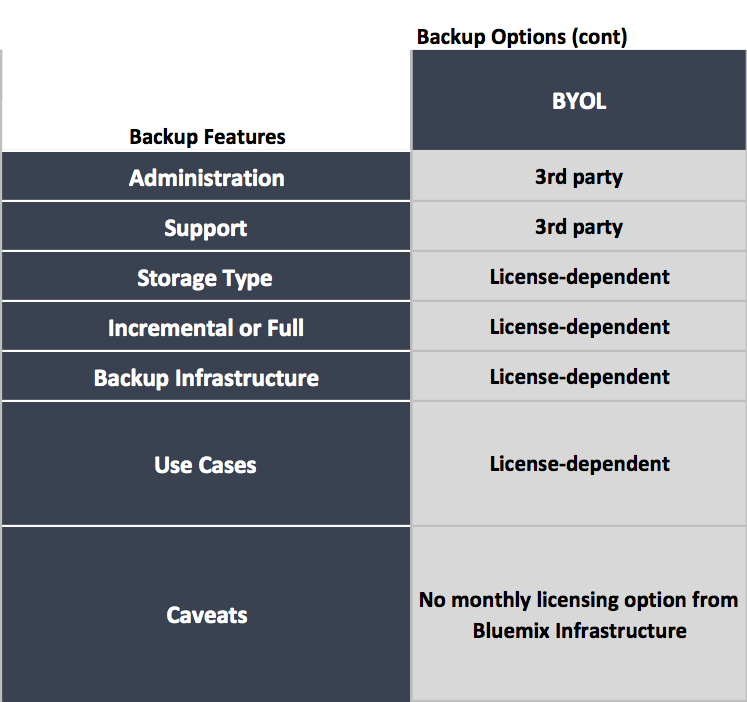 Backup Options (cont)
BYOL
Backup Features
Administration
3rd party
Support
3rd party
Storage Type
License-dependent
Incremental or Full
License-dependent
Backup Infrastructure
License-dependent
Use Cases
License-dependent
Caveats
No monthly licensing option from
Bluemix Infrastructure